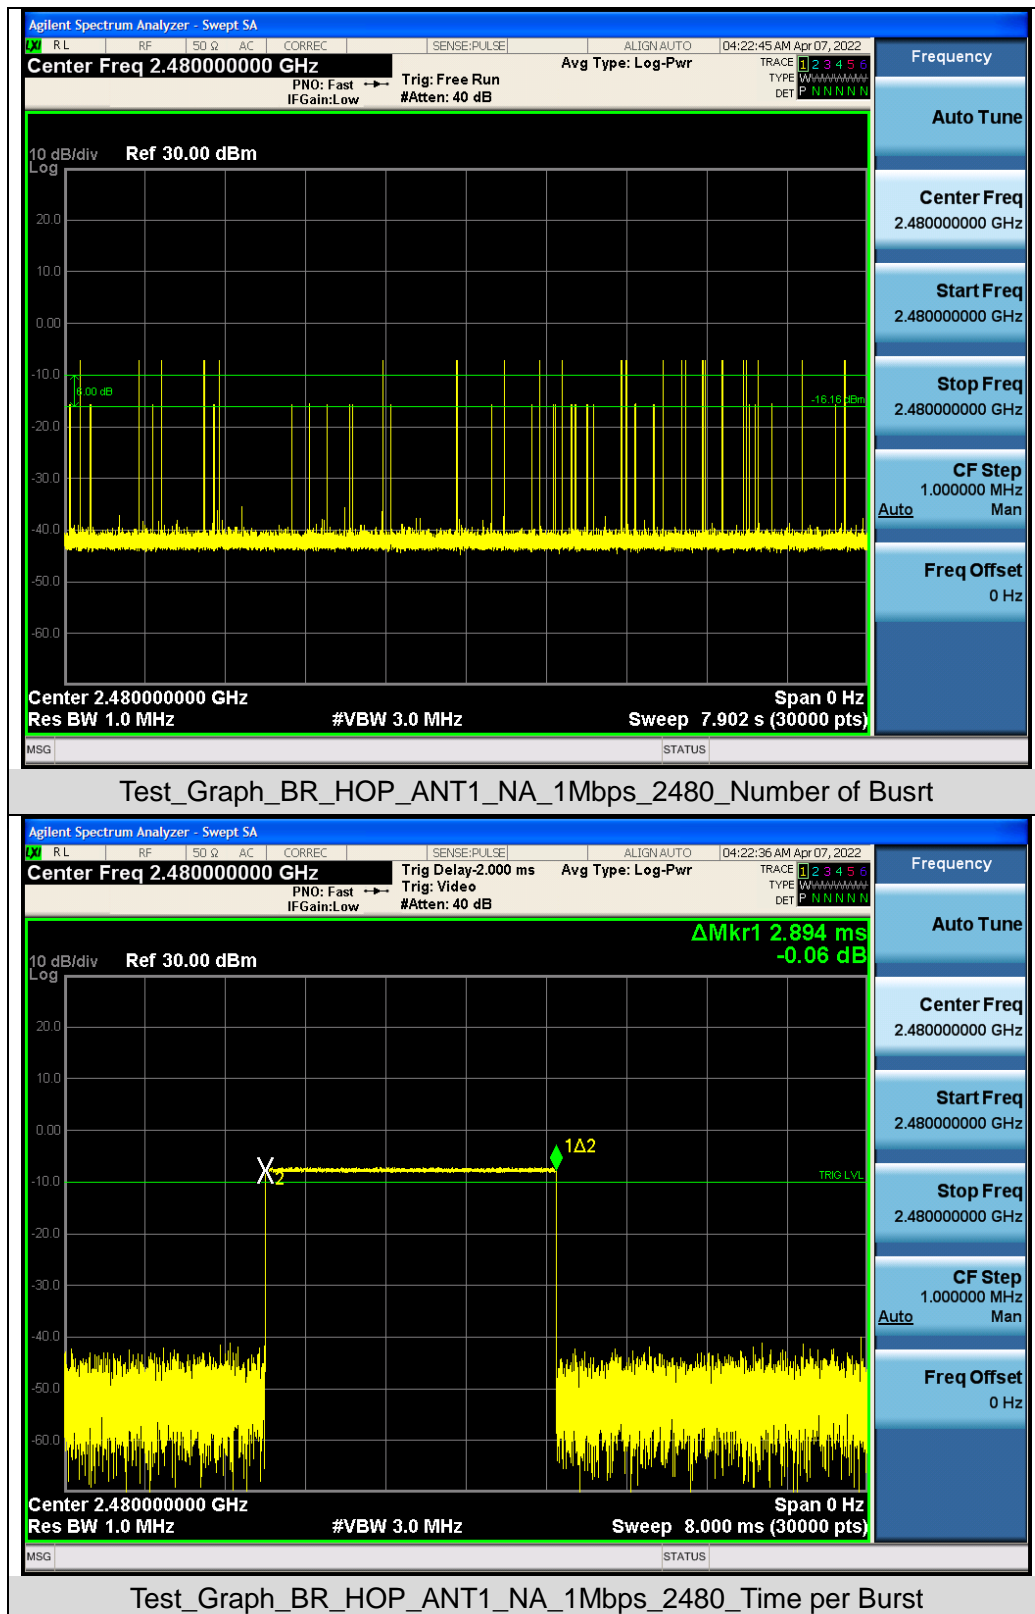 Agilent Spectrum Analyzer - Swept SA
LXI RL RF 50 Ω AC CORREC SENSE:PULSE ALIGN AUTO 04:22:45 AM Apr 07, 2022
Center Freq 2.480000000 GHz
PNO: Fast
IFGain:Low
Trig: Free Run
#Atten: 40 dB
Avg Type: Log-Pwr
TRACE 1 2 3 4 5 6
TYPE
DET P N N N N N
Frequency
Auto Tune
Center Freq
2.480000000 GHz
Start Freq
2.480000000 GHz
Stop Freq
2.480000000 GHz
CF Step
1.000000 MHz
Auto Man
Freq Offset
0 Hz
10 dB/div Ref 30.00 dBm
Log
20.0
10.0
0.00
-10.0
6.00 dB
-16.16 dBm
-20.0
-30.0
-40.0
-50.0
-60.0
Center 2.480000000 GHz Span 0 Hz
Res BW 1.0 MHz #VBW 3.0 MHz Sweep 7.902 s (30000 pts)
MSG STATUS
Test_Graph_BR_HOP_ANT1_NA_1Mbps_2480_Number of Busrt
Agilent Spectrum Analyzer - Swept SA
LXI RL RF 50 Ω AC CORREC SENSE:PULSE ALIGN AUTO 04:22:36 AM Apr 07, 2022
Center Freq 2.480000000 GHz
PNO: Fast
IFGain:Low
Trig Delay-2.000 ms
Trig: Video
#Atten: 40 dB
Avg Type: Log-Pwr
TRACE 1 2 3 4 5 6
TYPE
DET P N N N N N
Frequency
Auto Tune
Center Freq
2.480000000 GHz
Start Freq
2.480000000 GHz
Stop Freq
2.480000000 GHz
CF Step
1.000000 MHz
Auto Man
Freq Offset
0 Hz
ΔMkr1 2.894 ms
-0.06 dB
10 dB/div Ref 30.00 dBm
Log
20.0
10.0
0.00
1Δ2
2
TRIG LVL
-10.0
-20.0
-30.0
-40.0
-50.0
-60.0
Center 2.480000000 GHz Span 0 Hz
Res BW 1.0 MHz #VBW 3.0 MHz Sweep 8.000 ms (30000 pts)
MSG STATUS
Test_Graph_BR_HOP_ANT1_NA_1Mbps_2480_Time per Burst